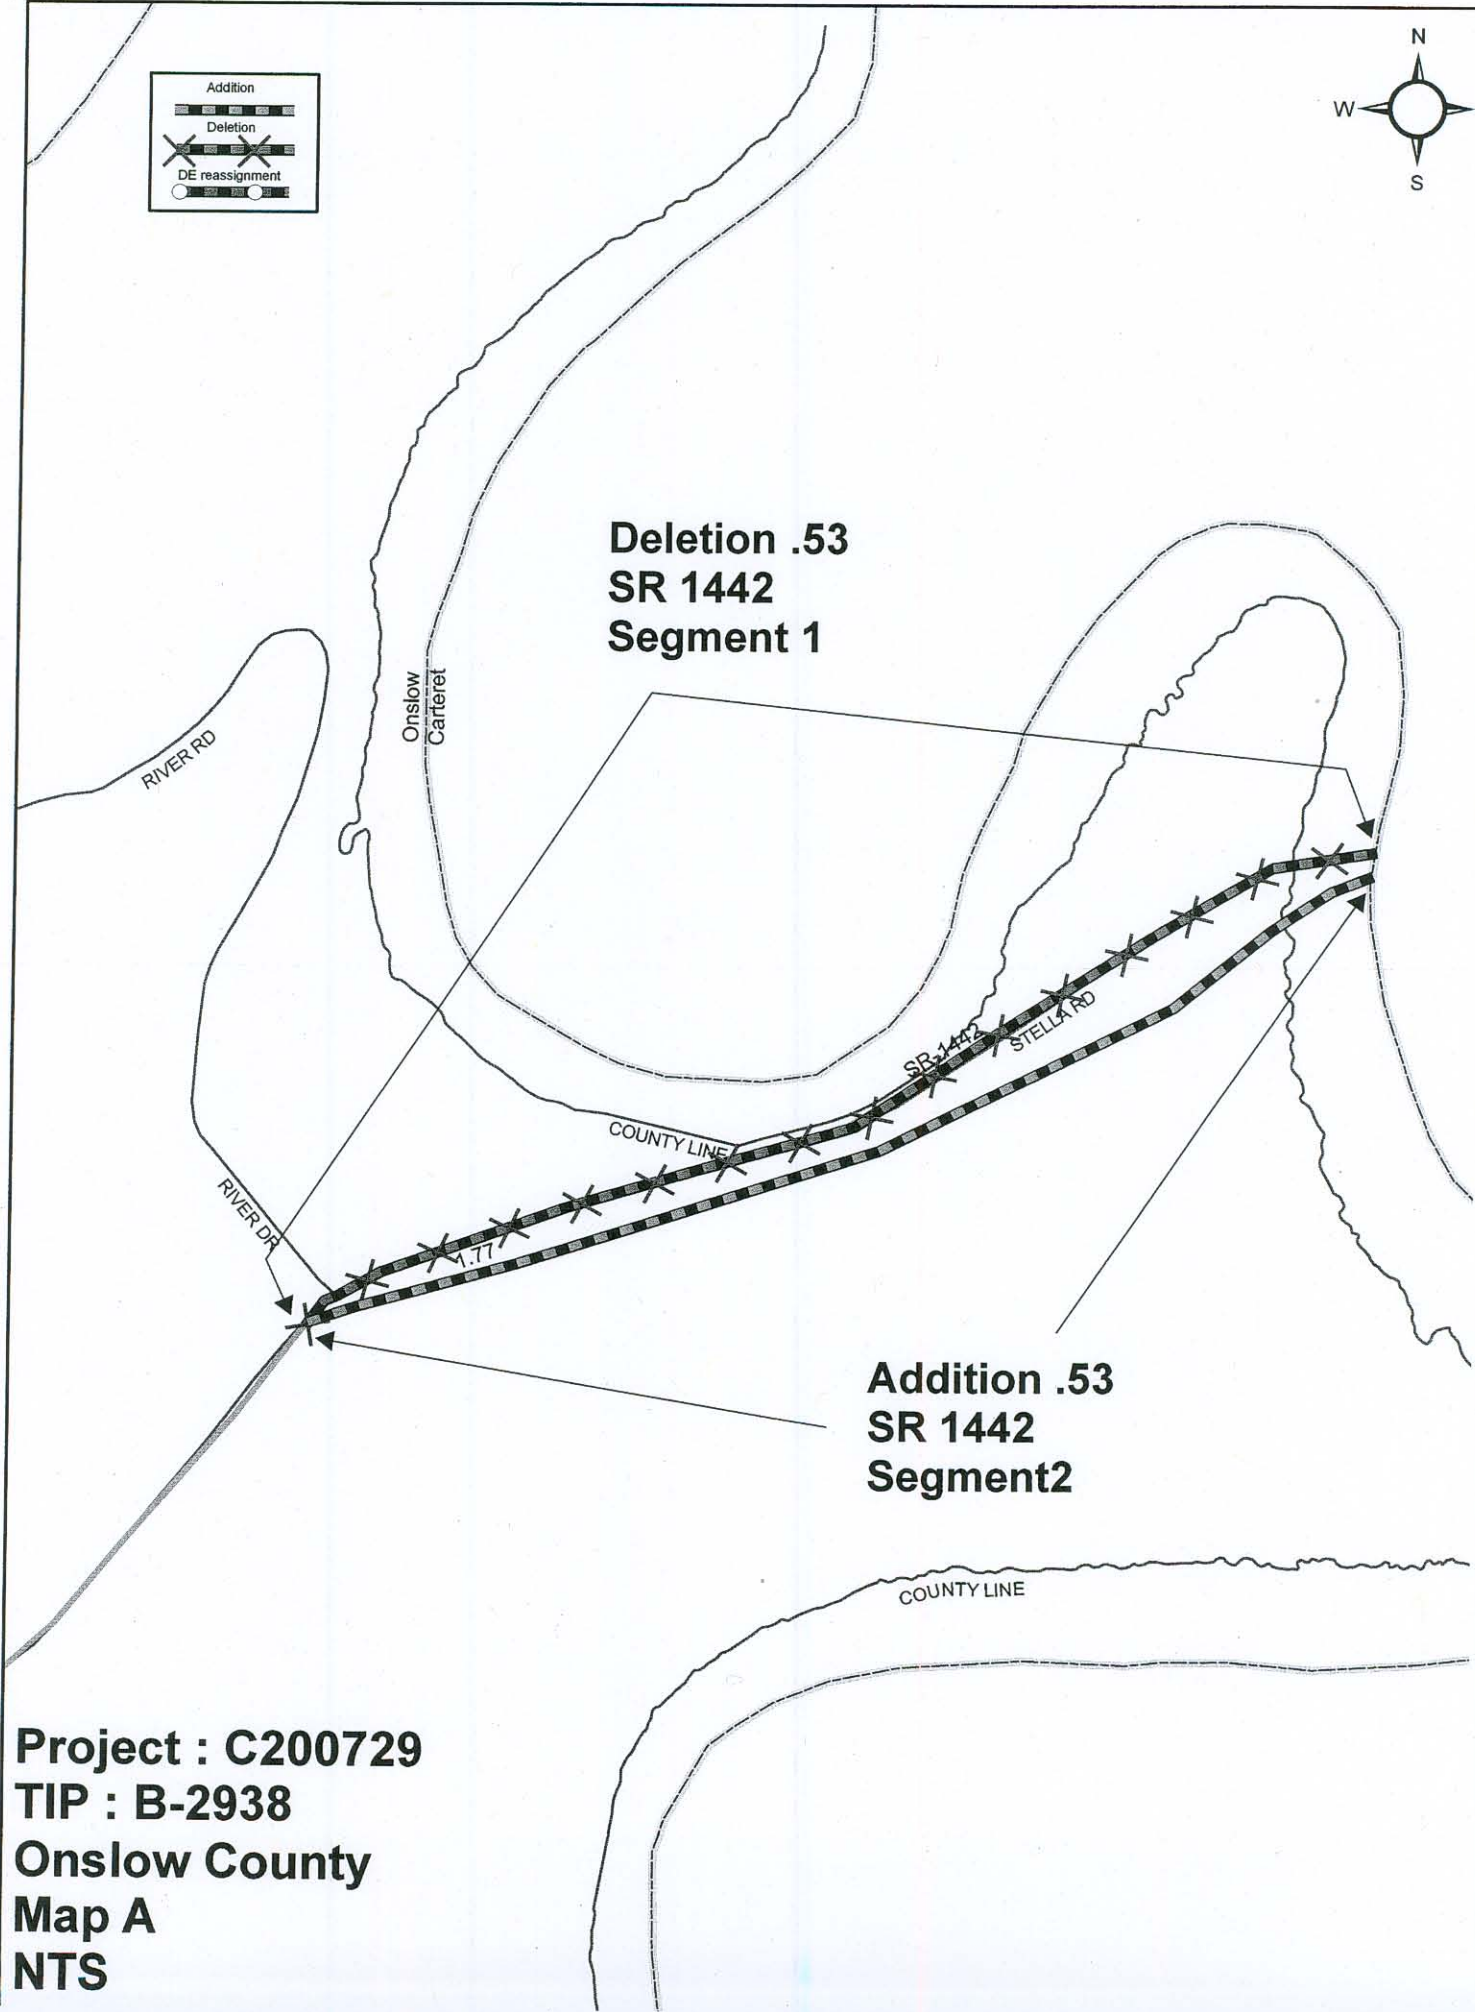 N
W
S
Addition
Deletion
DE reassignment
Deletion .53
SR 1442
Segment 1
Onslow
Carteret
RIVER RD
SR-1442
STELLA RD
COUNTY LINE
RIVER DR
1.77
Addition .53
SR 1442
Segment2
COUNTY LINE
Project : C200729
TIP : B-2938
Onslow County
Map A
NTS